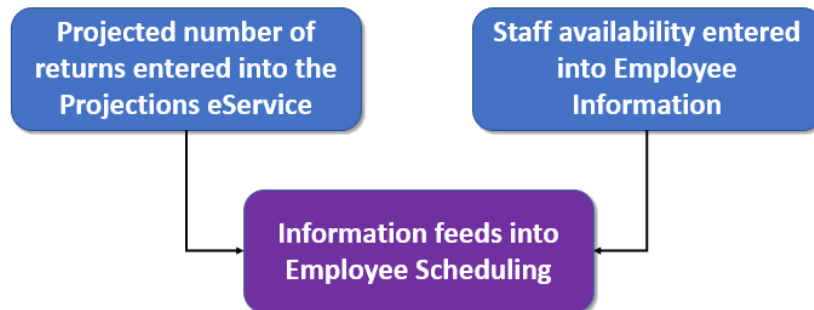 Projected number of
returns entered into the
Projections eService
Staff availability entered
into Employee
Information
Information feeds into
Employee Scheduling